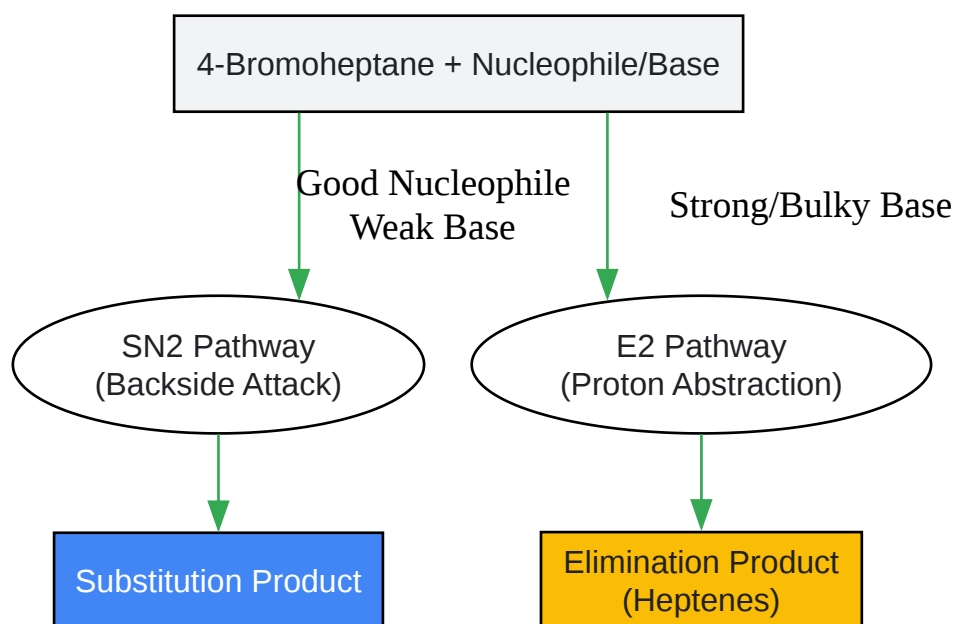 4-Bromoheptane + Nucleophile/Base
Good Nucleophile
Weak Base
Strong/Bulky Base
SN2 Pathway
(Backside Attack)
E2 Pathway
(Proton Abstraction)
Substitution Product
Elimination Product
(Heptenes)